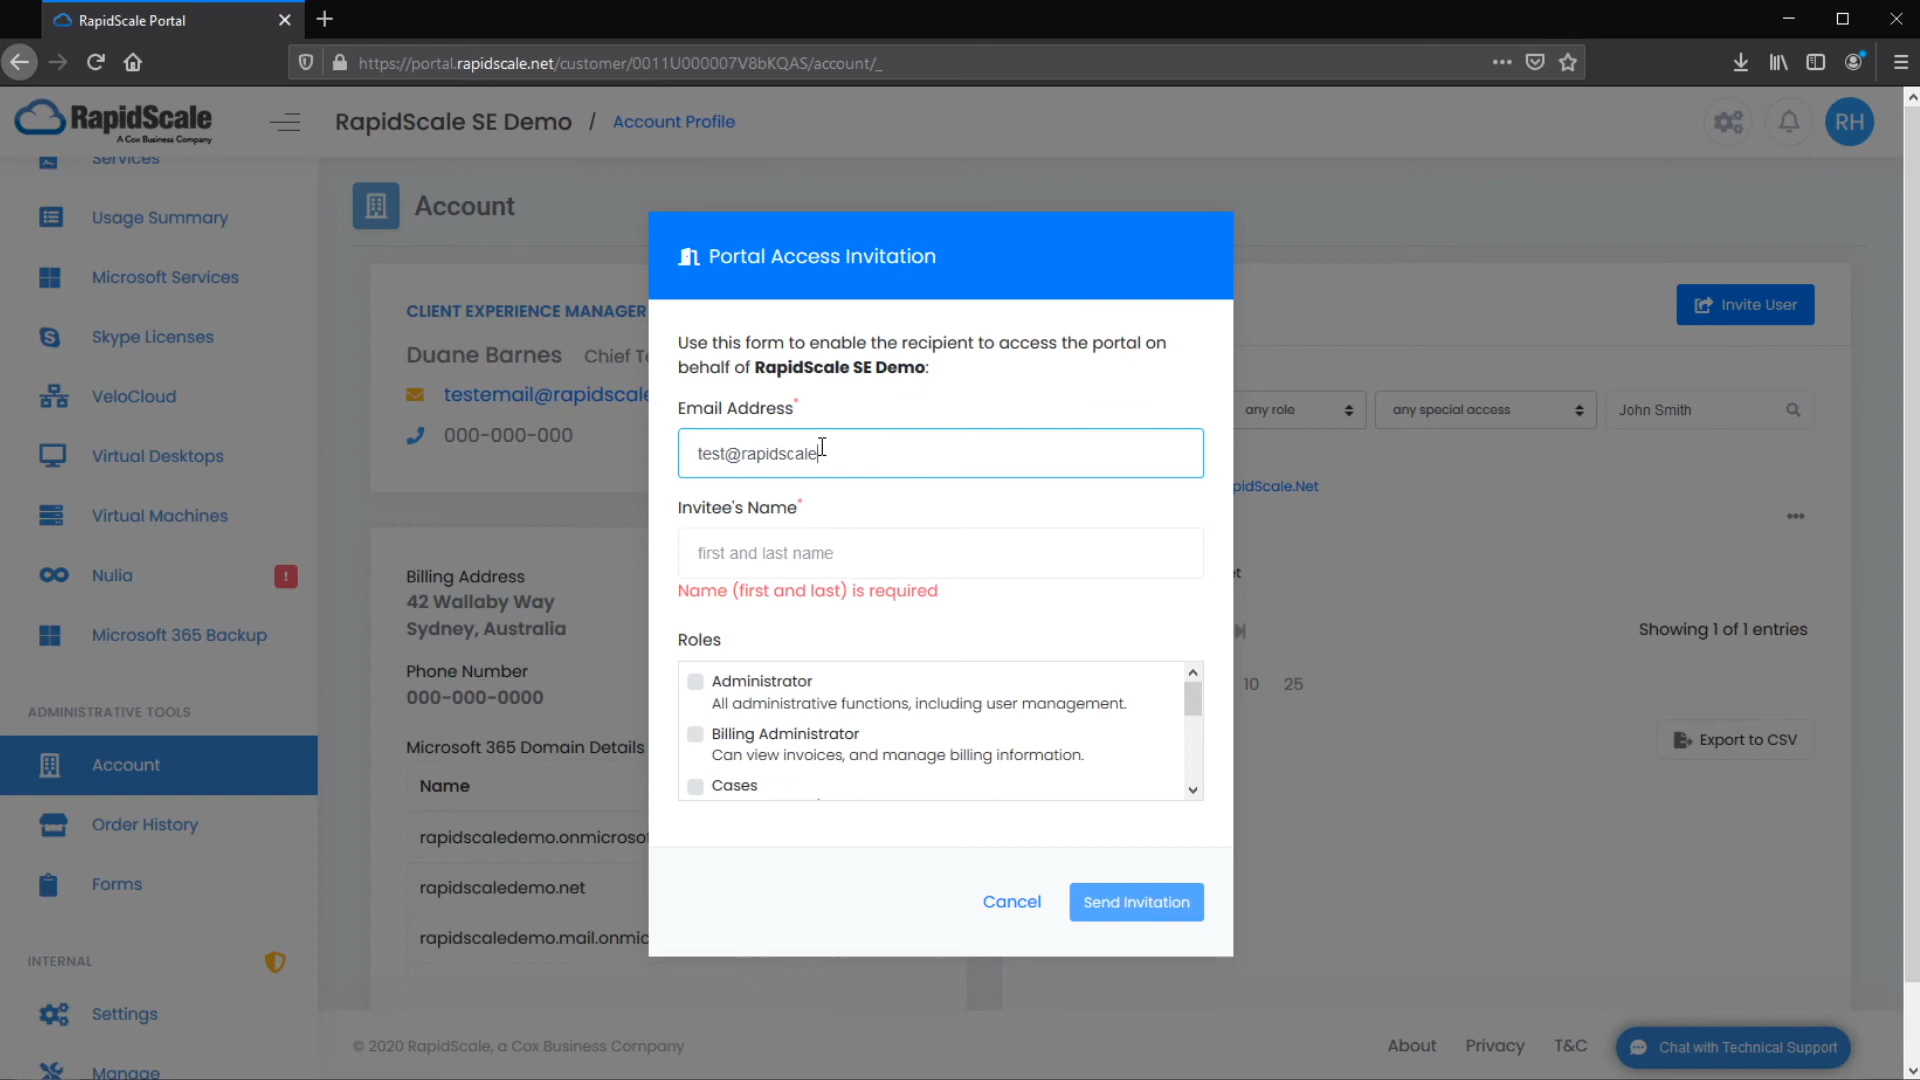 RapidScale Portal
https://portal.rapidscale.net/customer/0011U000007V8bKQAS/account/_
RapidScale
A Cox Business Company
RapidScale SE Demo / Account Profile
RH
Services
Usage Summary
Microsoft Services
Skype Licenses
VeloCloud
Virtual Desktops
Virtual Machines
Nulia !
Microsoft 365 Backup
ADMINISTRATIVE TOOLS
Account
Order History
Forms
INTERNAL
Settings
Manage
Account
CLIENT EXPERIENCE MANAGER
Duane Barnes Chief
testemail@rapidscale
000-000-000
Billing Address
42 Wallaby Way
Sydney, Australia
Phone Number
000-000-0000
Microsoft 365 Domain Details
Name
rapidscaledemo.onmicroso
rapidscaledemo.net
rapidscaledemo.mail.onmic
Portal Access Invitation
Use this form to enable the recipient to access the portal on
behalf of RapidScale SE Demo:
Email Address*
test@rapidscale
Invitee's Name*
first and last name
Name (first and last) is required
Roles
Administrator
All administrative functions, including user management.
Billing Administrator
Can view invoices, and manage billing information.
Cases
Cancel Send Invitation
Invite User
any role any special access John Smith
pidScale.Net
Showing 1 of 1 entries
10 25
Export to CSV
© 2020 RapidScale, a Cox Business Company
About Privacy T&C
Chat with Technical Support